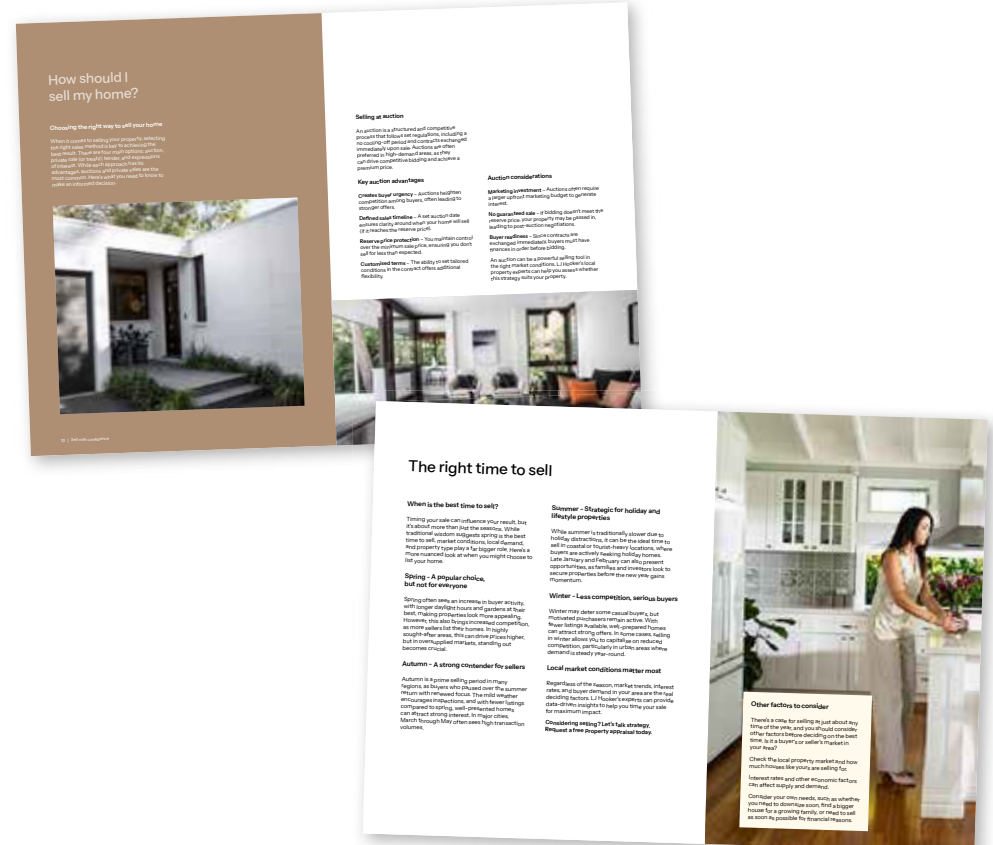 How should I
sell my home?
Choosing the right way to sell your home
When it comes to selling your property, selecting
the right sales method is key to achieving the
best result. There are four main options: auction,
private sale (or treaty), tender, and expressions
of interest. While each approach has its
advantages, auctions and private sales are the
most common. Here's what you need to know to
make an informed decision.
Selling at auction
An auction is a structured and competitive
process that follows set regulations, including a
no cooling-off period and contracts exchanged
immediately upon sale. Auctions are often
preferred in high-demand areas, as they
can drive competitive bidding and achieve a
premium price.
Key auction advantages
Creates buyer urgency – Auctions heighten
competition among buyers, often leading to
stronger offers.
Defined sales timeline – A set auction date
ensures clarity around when your home will sell
(if it reaches the reserve price).
Reserve price protection – You maintain control
over the minimum sale price, ensuring you don't
sell for less than expected.
Customised terms – The ability to set tailored
conditions in the contract offers additional
flexibility.
Auction considerations
Marketing investment – Auctions often require
a larger upfront marketing budget to generate
interest.
No guaranteed sale – If bidding doesn't meet the
reserve price, your property may be passed in,
leading to post-auction negotiations.
Buyer readiness – Since contracts are
exchanged immediately, buyers must have
finances in order before bidding.
An auction can be a powerful selling tool in
the right market conditions. LJ Hooker's local
property experts can help you assess whether
this strategy suits your property.
The right time to sell
When is the best time to sell?
Timing your sale can influence your result, but
it's about more than just the seasons. While
traditional wisdom suggests spring is the best
time to sell, market conditions, local demand,
and property type play a far bigger role. Here's a
more nuanced look at when you might choose to
list your home.
Spring – A popular choice,
but not for everyone
Spring often sees an increase in buyer activity,
with longer daylight hours and gardens at their
best, making properties look more appealing.
However, this also brings increased competition,
as more sellers list they homes. In highly
sought-after areas, this can drive prices higher,
but in oversupplied markets, standing out
becomes crucial.
Autumn – A strong contender for sellers
Autumn is a prime selling period in many
regions, as buyers who paused over the summer
return with renewed focus. The mild weather
encourages inspections, and with fewer listings
compared to spring, well-presented homes
can attract strong interest. In major cities,
March through May often sees high transaction
volumes.
Summer – Strategic for holiday and
lifestyle properties
While summer is traditionally slower due to
holiday distractions, it can be the ideal time to
sell in coastal or tourist-heavy locations, where
buyers are actively seeking holiday homes.
Late January and February can also present
opportunities, as families and investors look to
secure properties before the new year gains
momentum.
Winter – Less competition, serious buyers
Winter may deter some casual buyers, but
motivated purchasers remain active. With
fewer listings available, well-prepared homes
can attract strong offers. In some cases, selling
in winter allows you to capitalise on reduced
competition, particularly in urban areas where
demand is steady year-round.
Local market conditions matter most
Regardless of the season, market trends, interest
rates, and buyer demand in your area are the real
deciding factors. LJ Hooker's experts can provide
data-driven insights to help you time your sale
for maximum impact.
Considering selling? Let's talk strategy.
Request a free property appraisal today.
Other factors to consider
There's a case for selling at just about any
time of the year, and you should consider
other factors before deciding on the best
time. Is it a buyer's or seller's market in
your area?
Check the local property market and how
much houses like yours are selling for.
Interest rates and other economic factors
can affect supply and demand.
Consider your own needs, such as whether
you need to downsize soon, find a bigger
house for a growing family, or need to sell
as soon as possible for financial reasons.